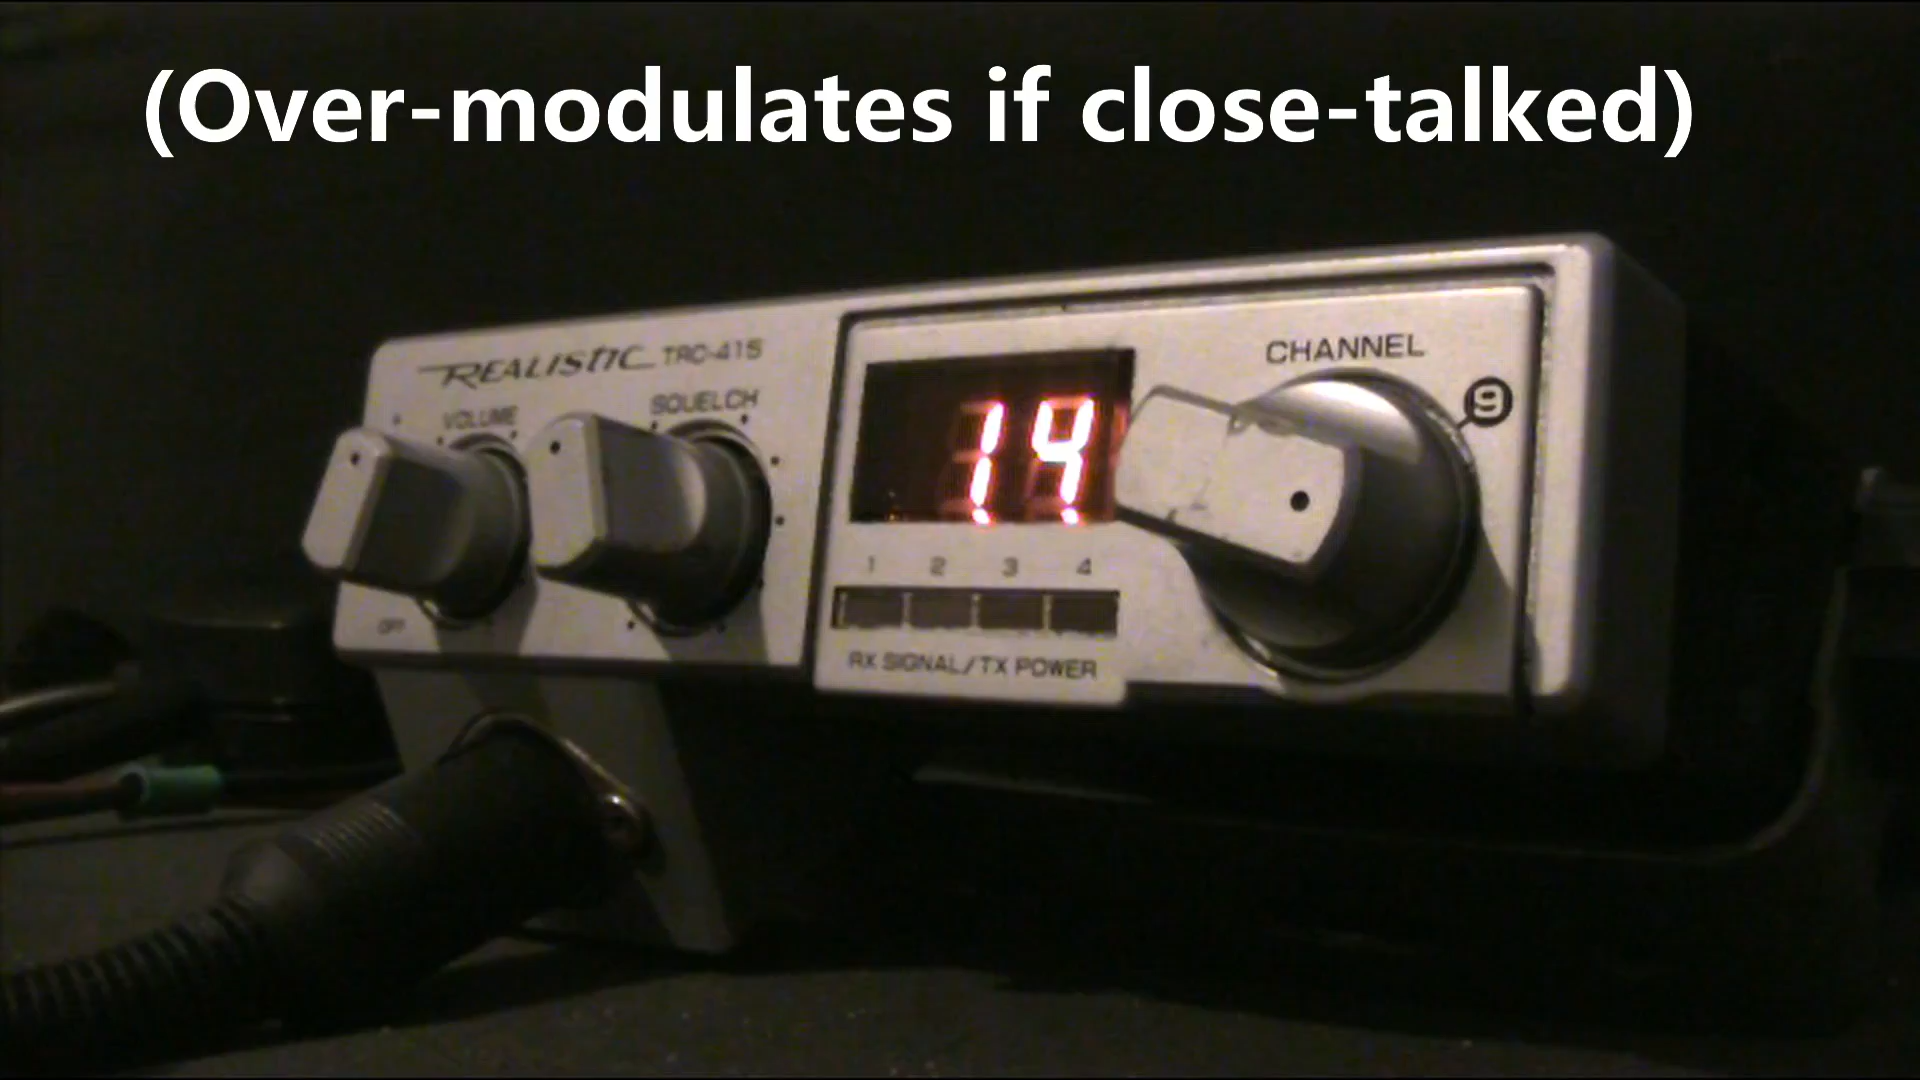 (Over-modulates if close-talked)
REALISTIC TRC-415
VOLUME
SQUELCH
OFF
14
CHANNEL
9
1 2 3 4
RX SIGNAL/TX POWER